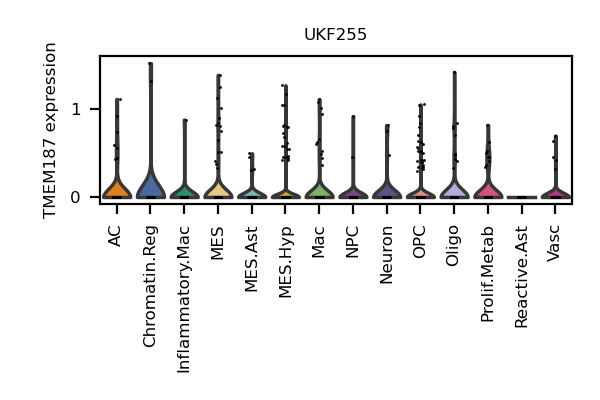 UKF255
TMEM187 expression
1
0
AC
Chromatin.Reg
Inflammatory.Mac
MES
MES.Ast
MES.Hyp
Mac
NPC
Neuron
OPC
Oligo
Prolif.Metab
Reactive.Ast
Vasc